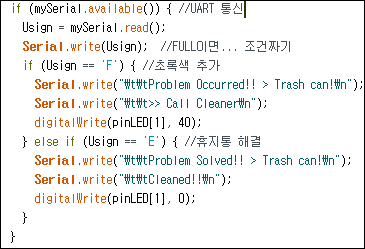 if (mySerial.available()) { //UART 통신
Usign = mySerial.read();
Serial.write(Usign);  //FULL이면... 조건짜기
if (Usign == 'F') { //초록색 추가
Serial.write("₩t₩tProblem Occurred!! > Trash can!₩n");
Serial.write("₩t₩t>> Call Cleaner₩n");
digitalWrite(pinLED[1], 40);
} else if (Usign == 'E') { //휴지통 해결
Serial.write("₩t₩tProblem Solved!! > Trash can!₩n");
Serial.write("₩t₩tCleaned!!₩n");
digitalWrite(pinLED[1], 0);
}
}